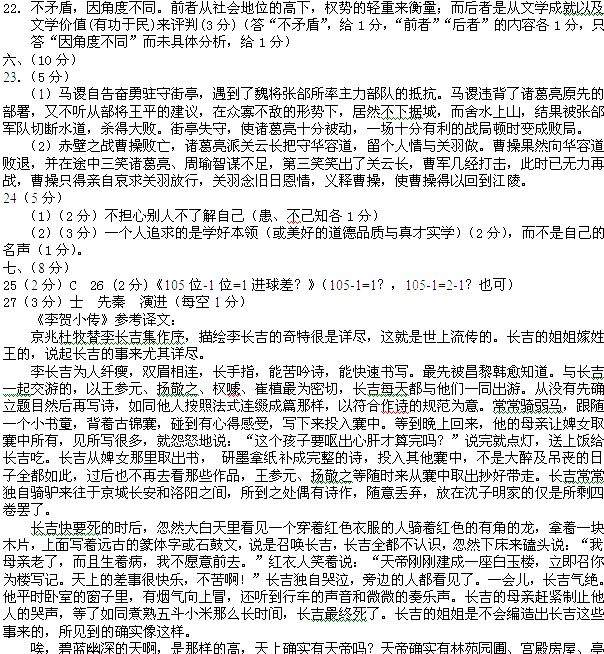 22．不矛盾，因角度不同。前者从社会地位的高下，权势的轻重来衡量；而后者是从文学成就以及
文学价值(有功于民)来评判(3分)（答“不矛盾”，给1分，“前者”“后者”的内容各1分，只
答“因角度不同”而未具体分析，给1分）
六、(10分)
23．(5分)
（1）马谡自告奋勇驻守街亭，遇到了魏将张郃所率主力部队的抵抗。马谡违背了诸葛亮原先的
部署，又不听从部将王平的建议，在众寡不敌的形势下，居然不下据城，而舍水上山，结果被张郃
军队切断水道，杀得大败。街亭失守，使诸葛亮十分被动，一场十分有利的战局顿时变成败局。
（2）赤壁之战曹操败亡，诸葛亮派关云长把守华容道，留个人情与关羽做。曹操果然向华容道
败退，并在途中三笑诸葛亮、周瑜智谋不足，第三笑笑出了关云长，曹军几经打击，此时已无力再
战，曹操只得亲自哀求关羽放行，关羽念旧日恩情，义释曹操，使曹操得以回到江陵。
24（5分）
（1）(2分) 不担心别人不了解自己（患、不己知各1分）
（2）(3分) 一个人追求的是学好本领（或美好的道德品质与真才实学）(2分)，而不是自己的
名声（1分）。
七、(8分)
25（2分）C 26（2分)《105位-1位=1进球差？》（105-1=1？，105-1=2-1？也可）
27（3分）士 先秦 演进（每空1分）
《李贺小传》参考译文：
京兆杜牧替李长吉集作序，描绘李长吉的奇特很是详尽，这就是世上流传的。长吉的姐姐嫁姓
王的，说起长吉的事来尤其详尽。
李长吉为人纤瘦，双眉相连，长手指，能苦吟诗，能快速书写。最先被昌黎韩愈知道。与长吉
一起交游的，以王参元、扬敬之、权璩、崔植最为密切，长吉每天都与他们一同出游。从没有先确
立题目然后再写诗，如同他人按照法式连缀成篇那样，以符合作诗的规范为意。常常骑弱马，跟随
一个小书童，背着古锦囊，碰到有心得感受，写下来投入囊中。等到晚上回来，他的母亲让婢女取
囊中所有，见所写很多，就怨怒地说：“这个孩子要呕出心肝才算完吗？”说完就点灯，送上饭给
长吉吃。长吉从婢女那里取出书， 研墨拿纸补成完整的诗，投入其他囊中，不是大醉及吊丧的日
子全都如此，过后也不再去看那些作品，王参元、扬敬之等随时来从囊中取出抄好带走。长吉常常
独自骑驴来往于京城长安和洛阳之间，所到之处偶有诗作，随意丢弃，放在沈子明家的仅是所剩四
卷罢了。
长吉快要死的时后，忽然大白天里看见一个穿着红色衣服的人骑着红色的有角的龙，拿着一块
木片，上面写着远古的篆体字或石鼓文，说是召唤长吉，长吉全都不认识，忽然下床来磕头说：“我
母亲老了，而且生着病，我不愿意前去。”红衣人笑着说：“天帝刚刚建成一座白玉楼，立即召你
为楼写记。天上的差事很快乐，不苦啊！”长吉独自哭泣，旁边的人都看见了。一会儿，长吉气绝。
他平时卧室的窗子里，有烟气向上冒，还听到行车的声音和微微的奏乐声。长吉的母亲赶紧制止他
人的哭声，等了如同煮熟五斗小米那么长时间，长吉最终死了。长吉的姐姐是不会编造出长吉这些
事来的，所见到的确实像这样。
唉，碧蓝幽深的天啊，是那样的高，天上确实有天帝吗？天帝确实有林苑园圃、宫殿房屋、亭